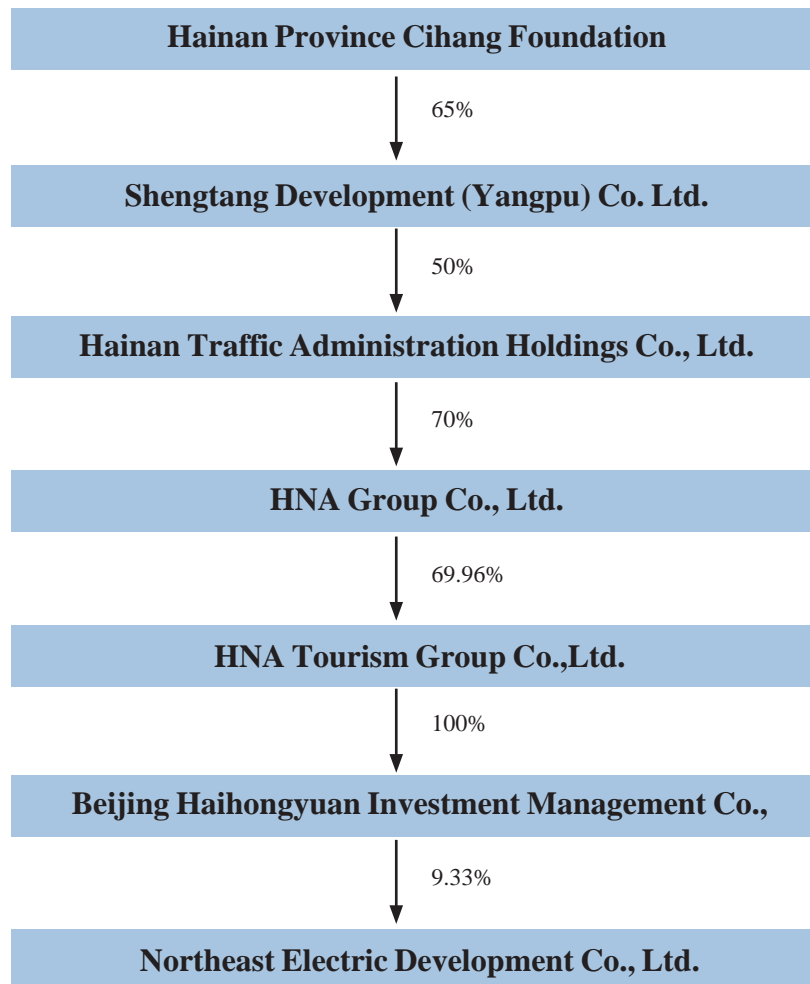 Hainan Province Cihang Foundation
65%
Shengtang Development (Yangpu) Co. Ltd.
50%
Hainan Traffic Administration Holdings Co., Ltd.
70%
HNA Group Co., Ltd.
69.96%
HNA Tourism Group Co.,Ltd.
100%
Beijing Haihongyuan Investment Management Co.,
9.33%
Northeast Electric Development Co., Ltd.